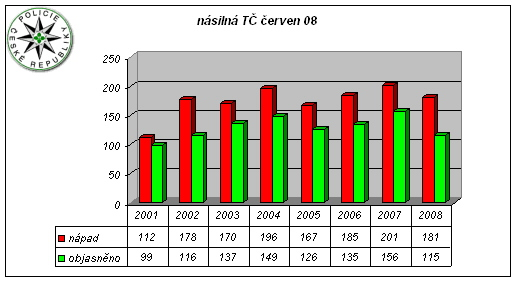 POLICIE
ČESKÉ REPUBLIKY
násilná TČ červen 08
250
200
150
100
50
0
2001 2002 2003 2004 2005 2006 2007 2008
nápad 112 178 170 196 167 185 201 181
objasněno 99 116 137 149 126 135 156 115